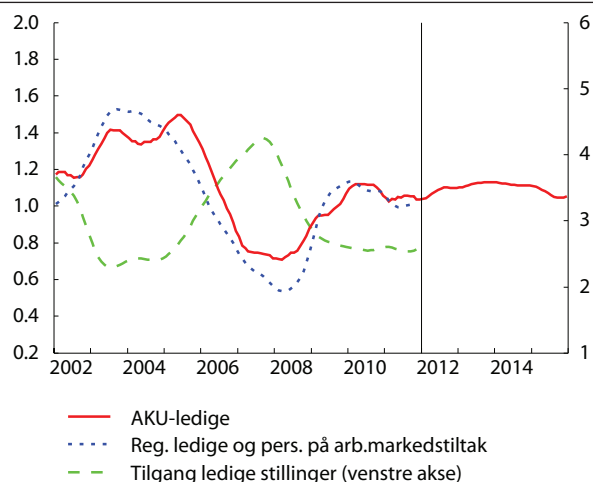 2.0 6
1.8
1.6 5
1.4
1.2 4
1.0 3
0.8
0.6 2
0.4
0.2 1
2002 2004 2006 2008 2010 2012 2014
AKU-ledige
Reg. ledige og pers. på arb.markedstiltak
Tilgang ledige stillinger (venstre akse)